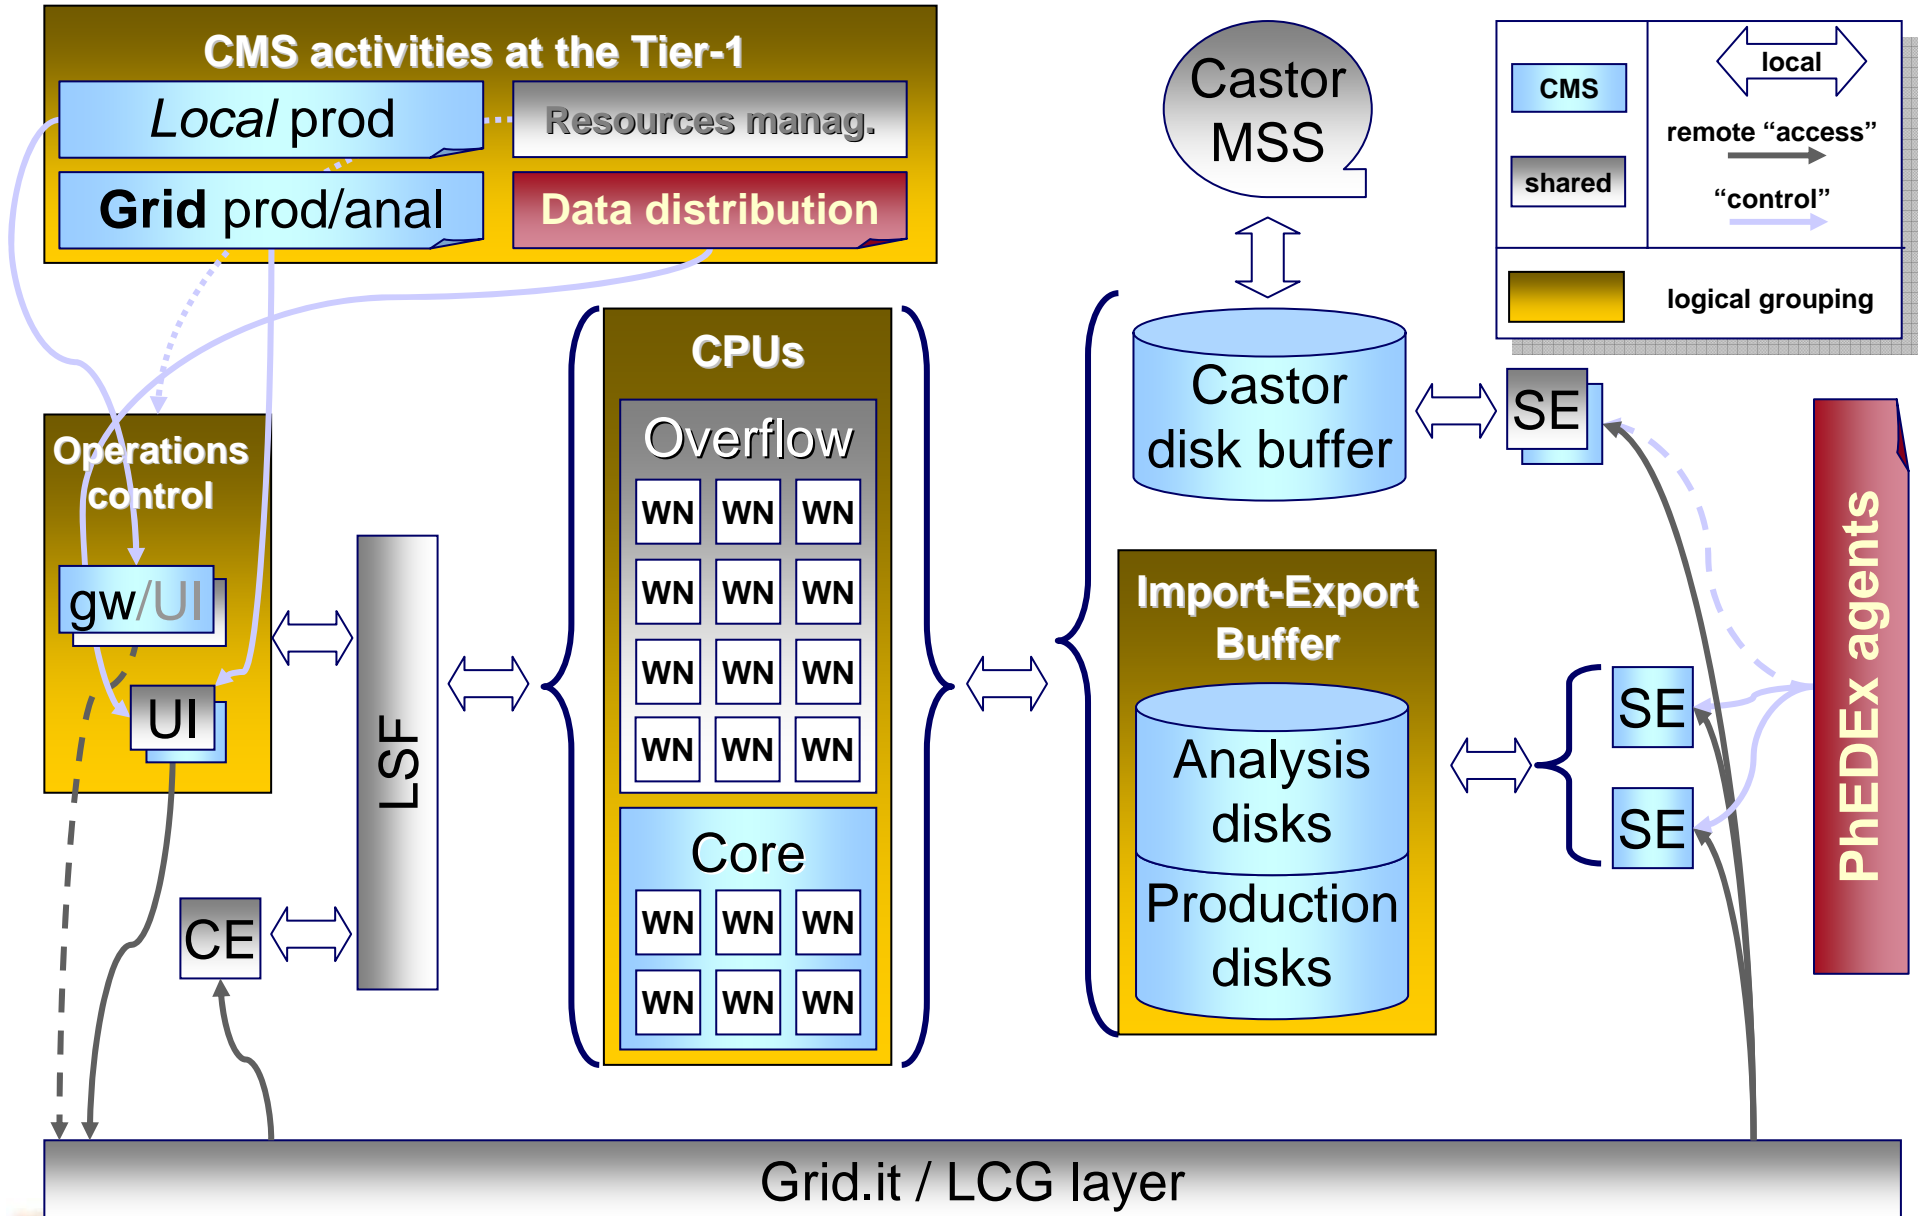 CMS activities at the Tier-1
Local prod
Resources manag.
Grid prod/anal
Data distribution
Castor
MSS
CMS
local
remote “access”
shared
“control”
logical grouping
Operations
control
gw/UI
UI
LSF
CE
CPUs
Overflow
WN WN WN
WN WN WN
WN WN WN
WN WN WN
Core
WN WN WN
WN WN WN
Castor
disk buffer
SE
Import-Export
Buffer
Analysis
disks
Production
disks
SE
SE
PhEDEx agents
Grid.it / LCG layer